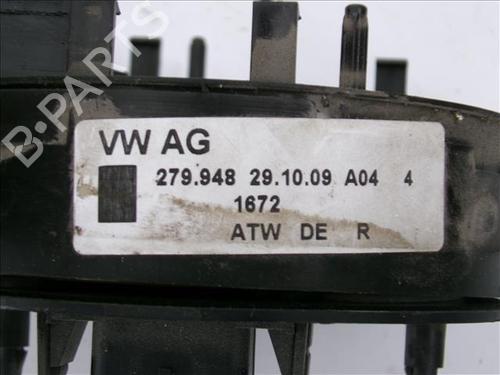 B-PARTS
VW AG
279.948 29.10.09 A04 4
1672
ATW DE R